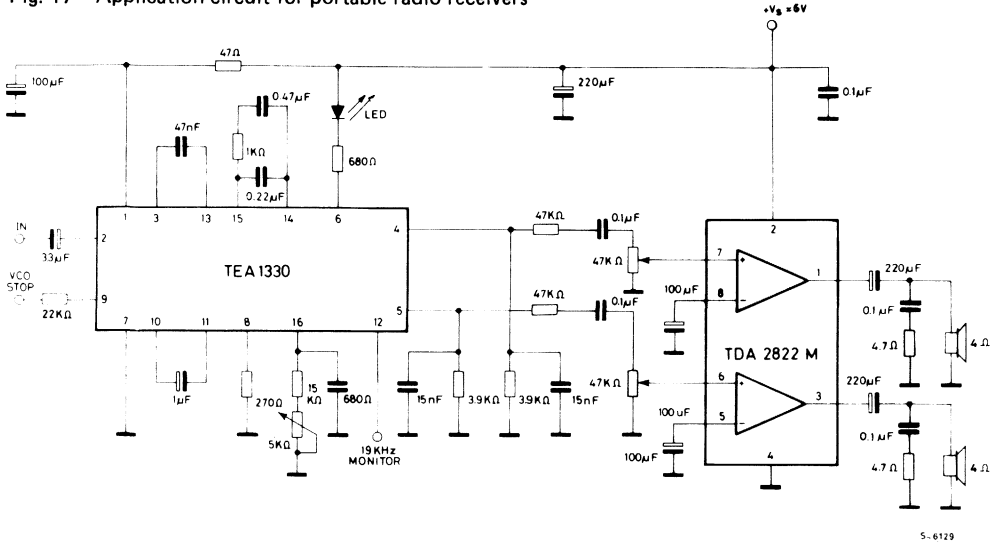 Fig. 17 - Application circuit for portable radio receivers
+Vs =6V
47Ω
100µF
0.47µF
LED
220µF
0.1µF
47nF
1KΩ
680Ω
0.22µF
1
3
13
15
14
6
2
IN
4
47KΩ
0.1µF
33µF
2
TEA 1330
47KΩ
7
+
1
220µF
VCO
STOP
9
22KΩ
5
47KΩ
0.1µF
100µF
8
−
0.1µF
4.7Ω
4Ω
7
10
11
8
16
12
TDA 2822 M
1µF
270Ω
15
KΩ
680Ω
15nF
3.9KΩ
3.9KΩ
15nF
47KΩ
6
+
3
220µF
5KΩ
100µF
5
−
0.1µF
19KHz
MONITOR
100µF
4
4.7Ω
4Ω
S-6129